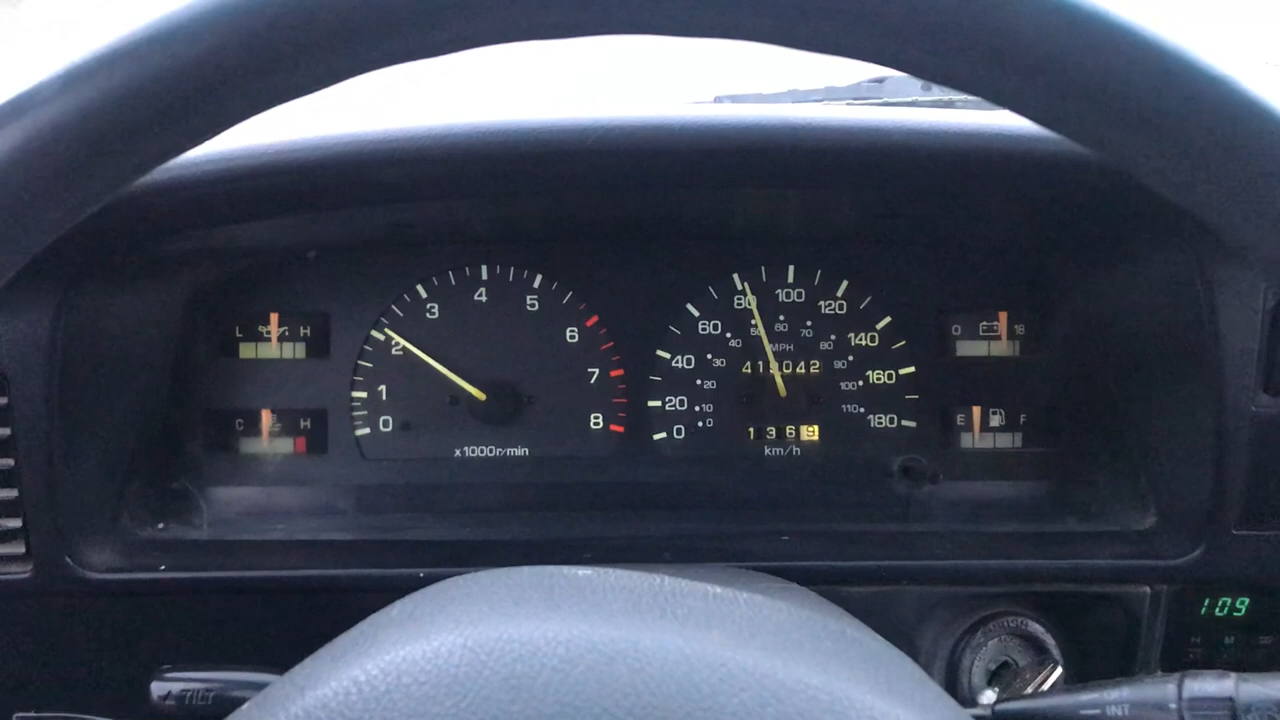 L H
C H
0 1 2 3 4 5 6 7 8
x1000r/min
0 20 40 60 80 100 120 140 160 180
0 10 20 30 40 50 60 70 80 90 100 110
MPH
1369
km/h
0 18
E F
109
TILT
INT